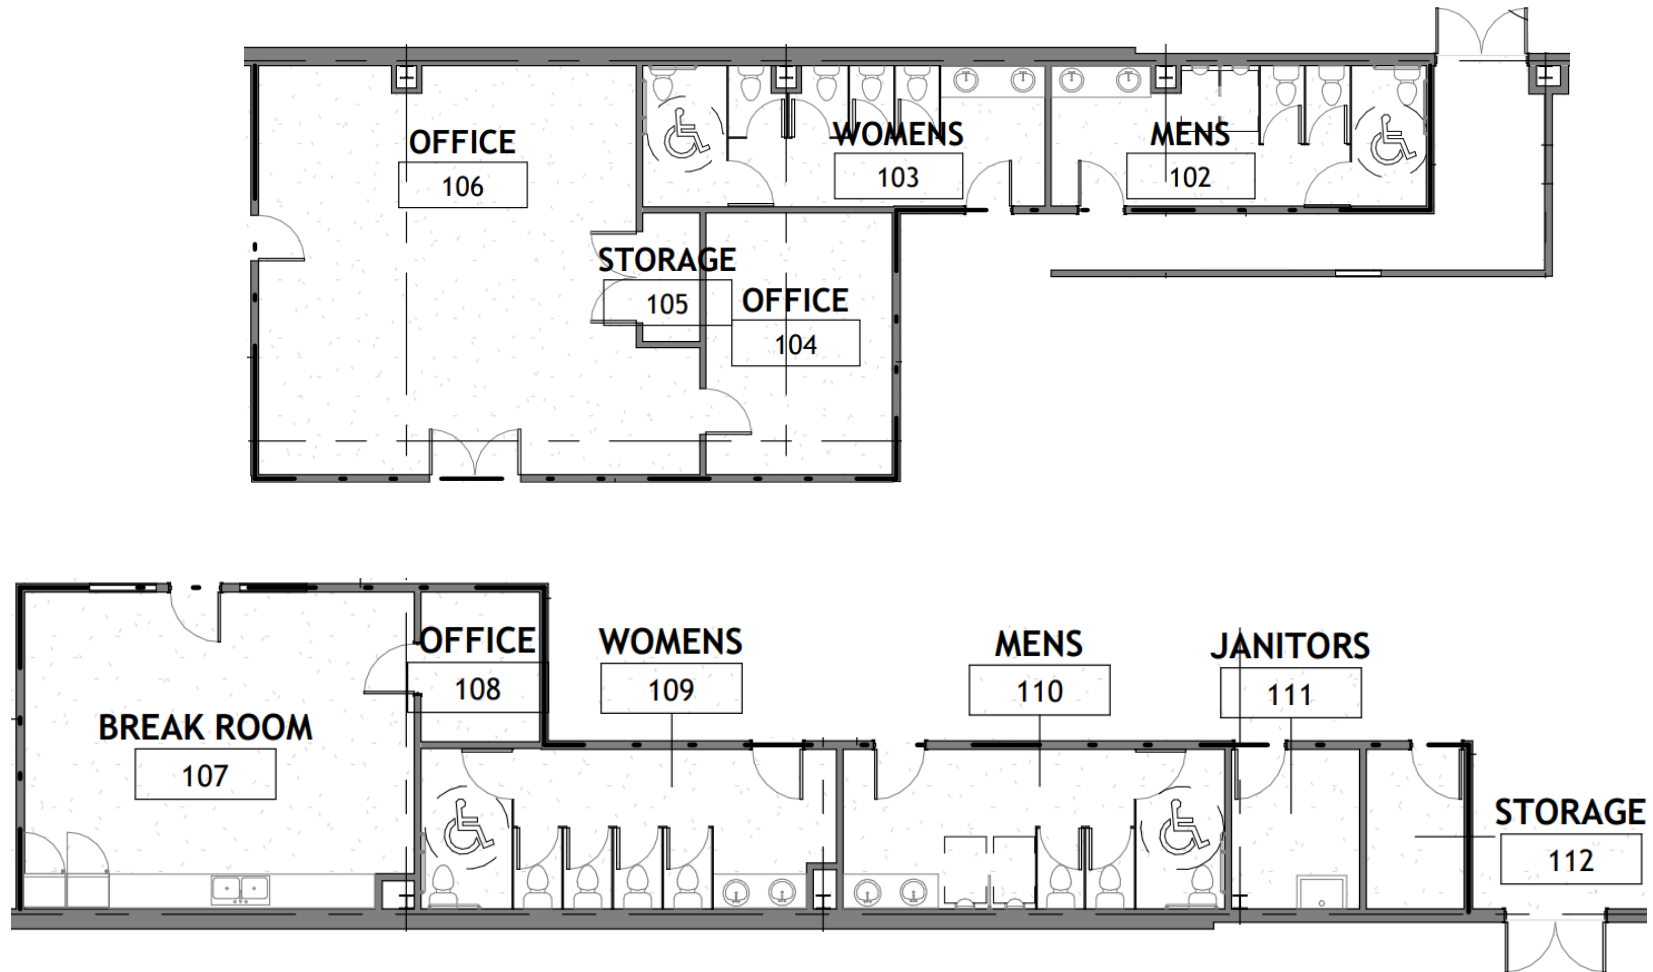 OFFICE
106
WOMENS
103
MENS
102
STORAGE
105
OFFICE
104
BREAK ROOM
107
OFFICE
108
WOMENS
109
MENS
110
JANITORS
111
STORAGE
112